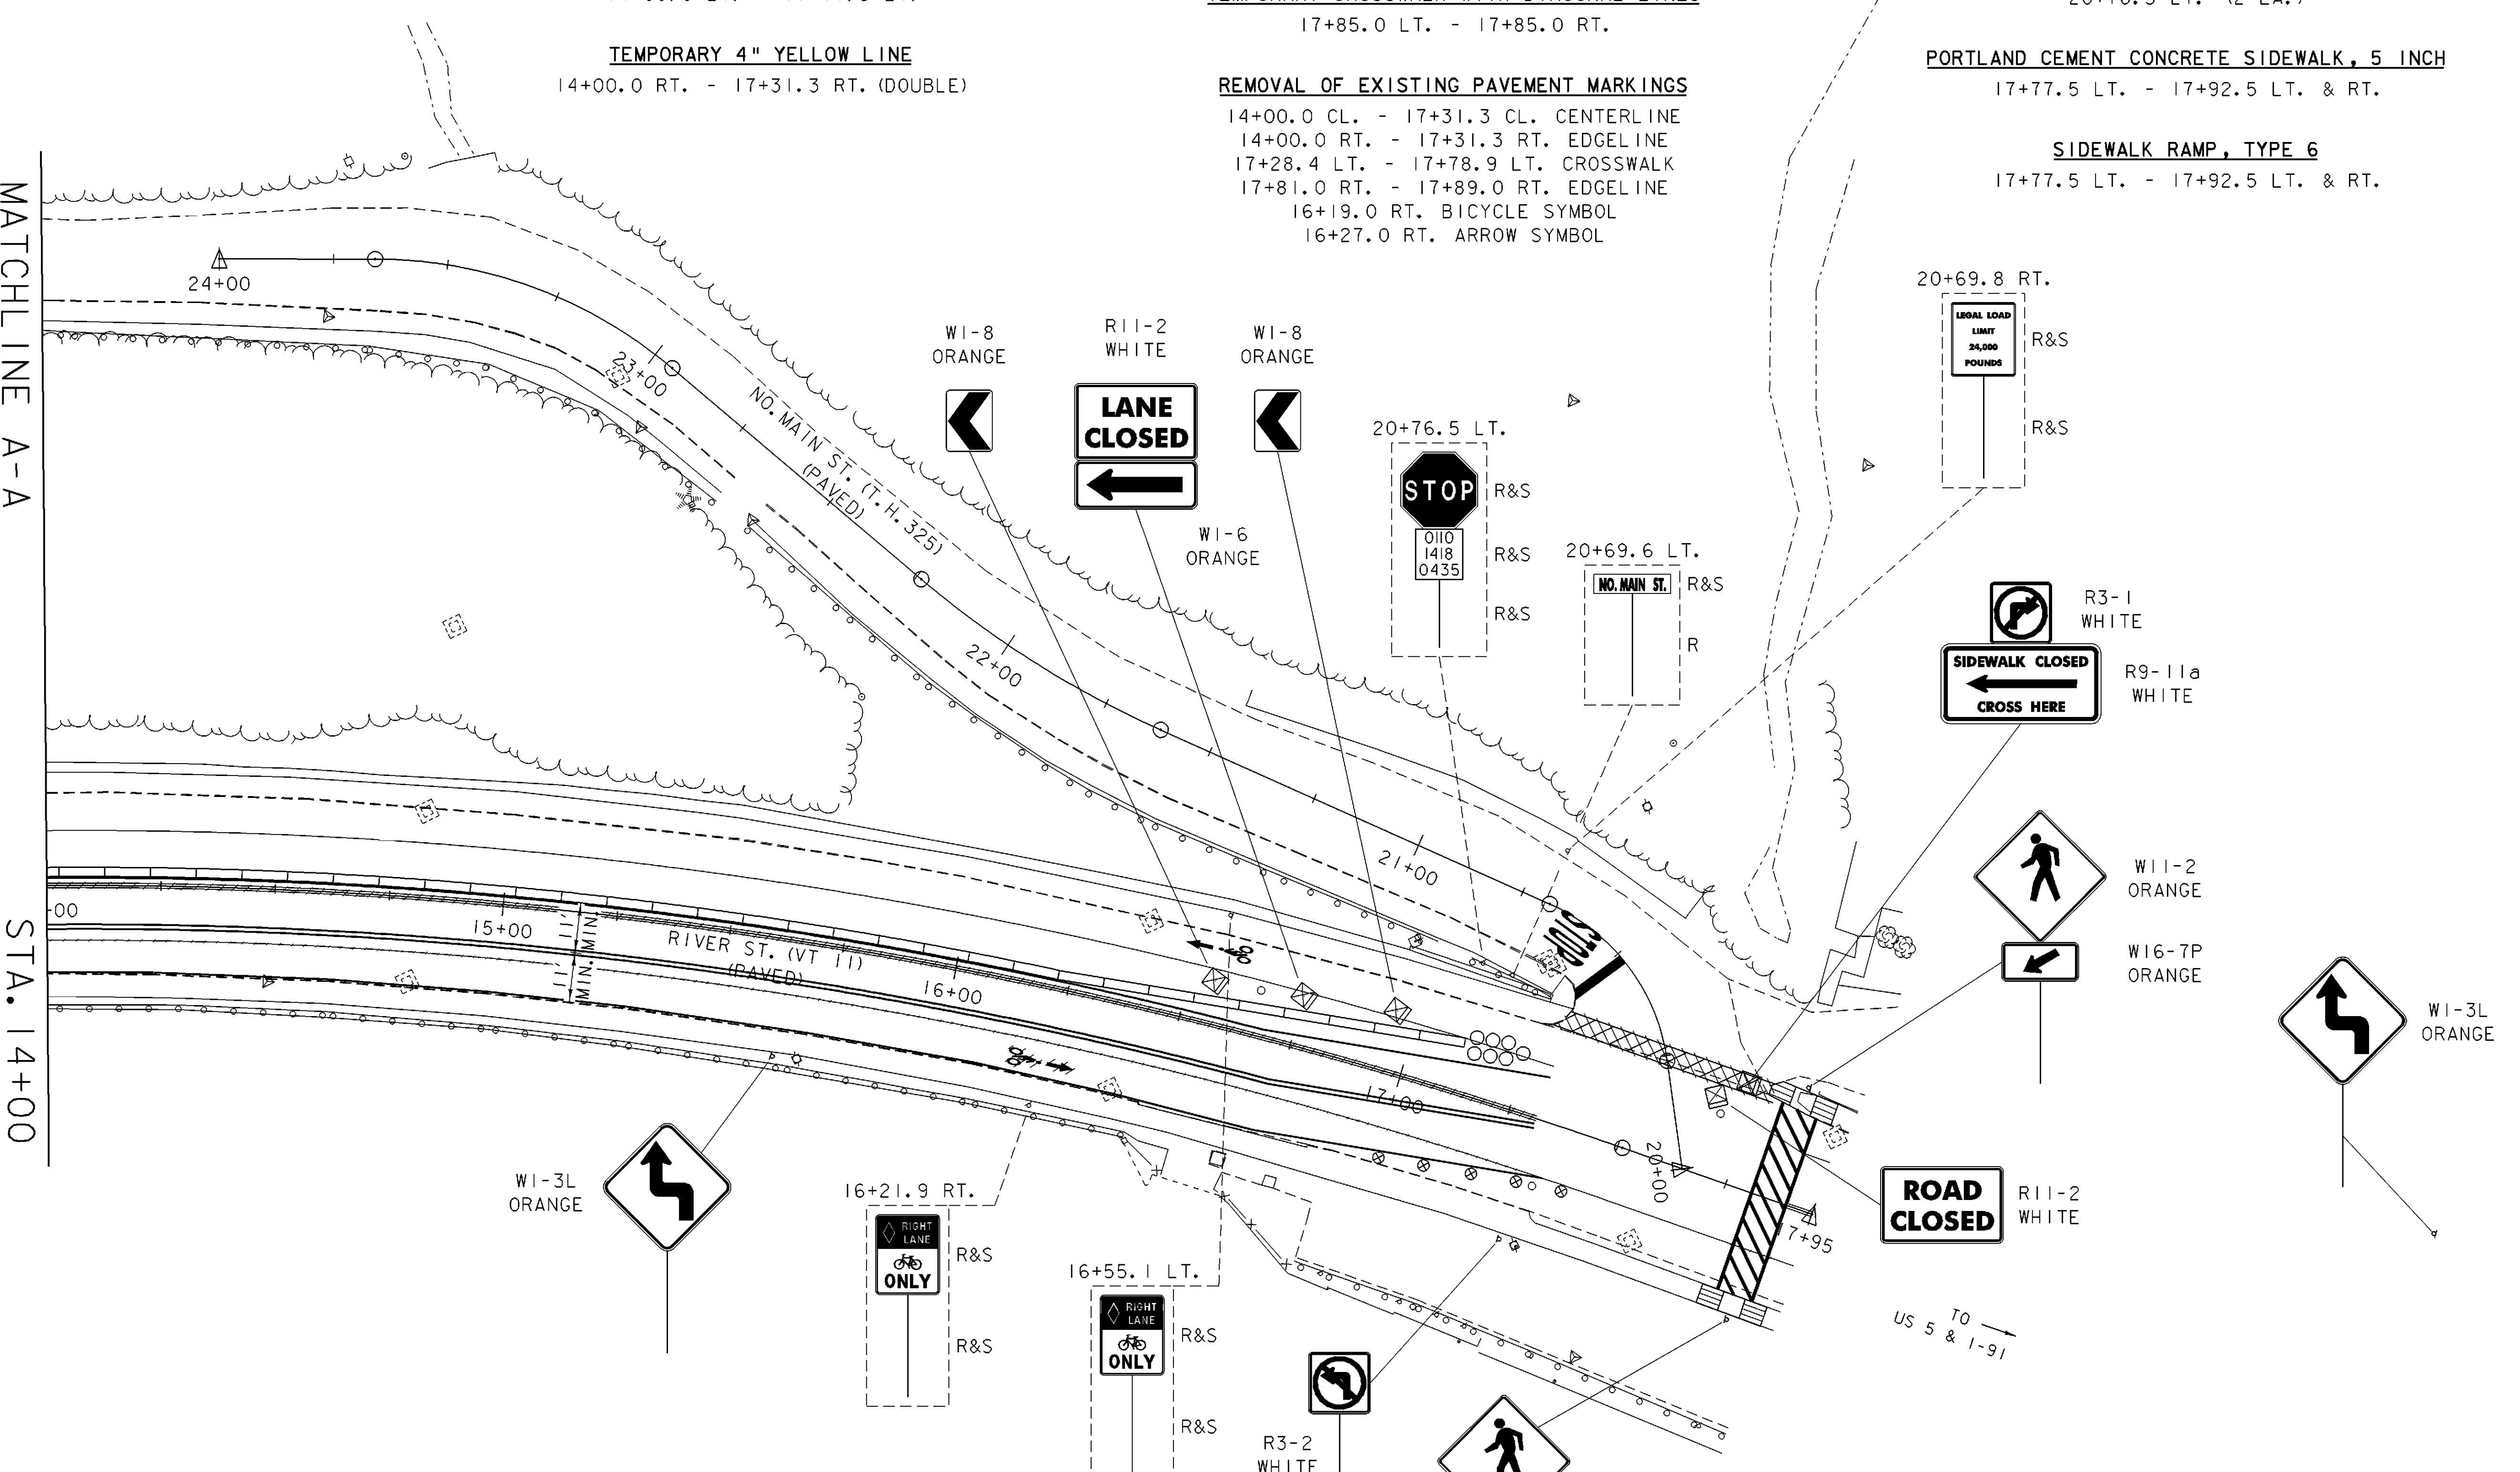 TEMPORARY 4" YELLOW LINE
14+00.0 RT. - 17+31.3 RT. (DOUBLE)
17+85.0 LT. - 17+85.0 RT.
REMOVAL OF EXISTING PAVEMENT MARKINGS
14+00.0 CL. - 17+31.3 CL. CENTERLINE
14+00.0 RT. - 17+31.3 RT. EDGELINE
17+28.4 LT. - 17+78.9 LT. CROSSWALK
17+81.0 RT. - 17+89.0 RT. EDGELINE
16+19.0 RT. BICYCLE SYMBOL
16+27.0 RT. ARROW SYMBOL
PORTLAND CEMENT CONCRETE SIDEWALK, 5 INCH
17+77.5 LT. - 17+92.5 LT. & RT.
SIDEWALK RAMP, TYPE 6
17+77.5 LT. - 17+92.5 LT. & RT.
MATCHLINE A-A
STA. 14+00
24+00
23+00
NO. MAIN ST. (T.H. 325)
(PAVED)
22+00
21+00
20+00
W1-8
ORANGE
R11-2
WHITE
LANE
CLOSED
W1-6
ORANGE
W1-8
ORANGE
20+76.5 LT.
STOP
R&S
0110
1418
0435
R&S
R&S
20+69.6 LT.
NO. MAIN ST.
R&S
R
20+69.8 RT.
LEGAL LOAD
LIMIT
24,000
POUNDS
R&S
R&S
R3-1
WHITE
SIDEWALK CLOSED
CROSS HERE
R9-11a
WHITE
W11-2
ORANGE
W16-7P
ORANGE
W1-3L
ORANGE
STOP
-00
15+00
11'
MIN.
11'
MIN.
RIVER ST. (VT 11)
(PAVED)
16+00
17+00
7+95
ROAD
CLOSED
R11-2
WHITE
TO
US 5 & I-91
W1-3L
ORANGE
16+21.9 RT.
RIGHT
LANE
ONLY
R&S
R&S
16+55.1 LT.
RIGHT
LANE
ONLY
R&S
R&S
R3-2
WHITE